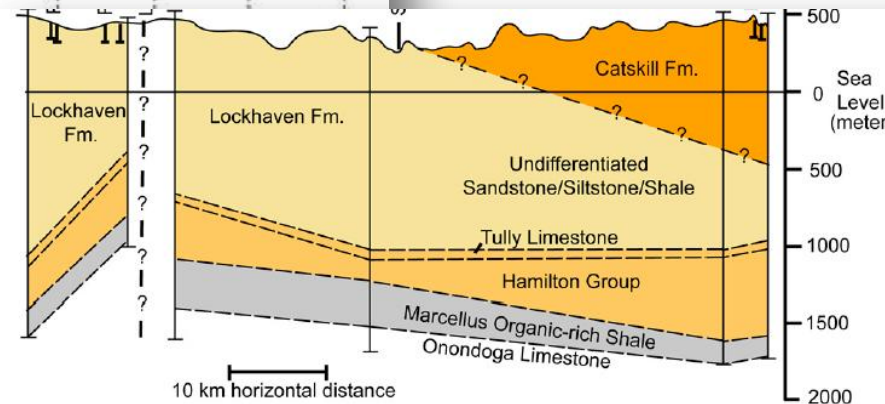 500
Catskill Fm.
0
Sea
Level
(meter
Lockhaven
Fm.
Lockhaven Fm.
?
?
?
?
?
?
?
?
?
?
?
Undifferentiated
Sandstone/Siltstone/Shale
500
Tully Limestone
1000
Hamilton Group
Marcellus Organic-rich Shale
1500
Onondoga Limestone
10 km horizontal distance
2000